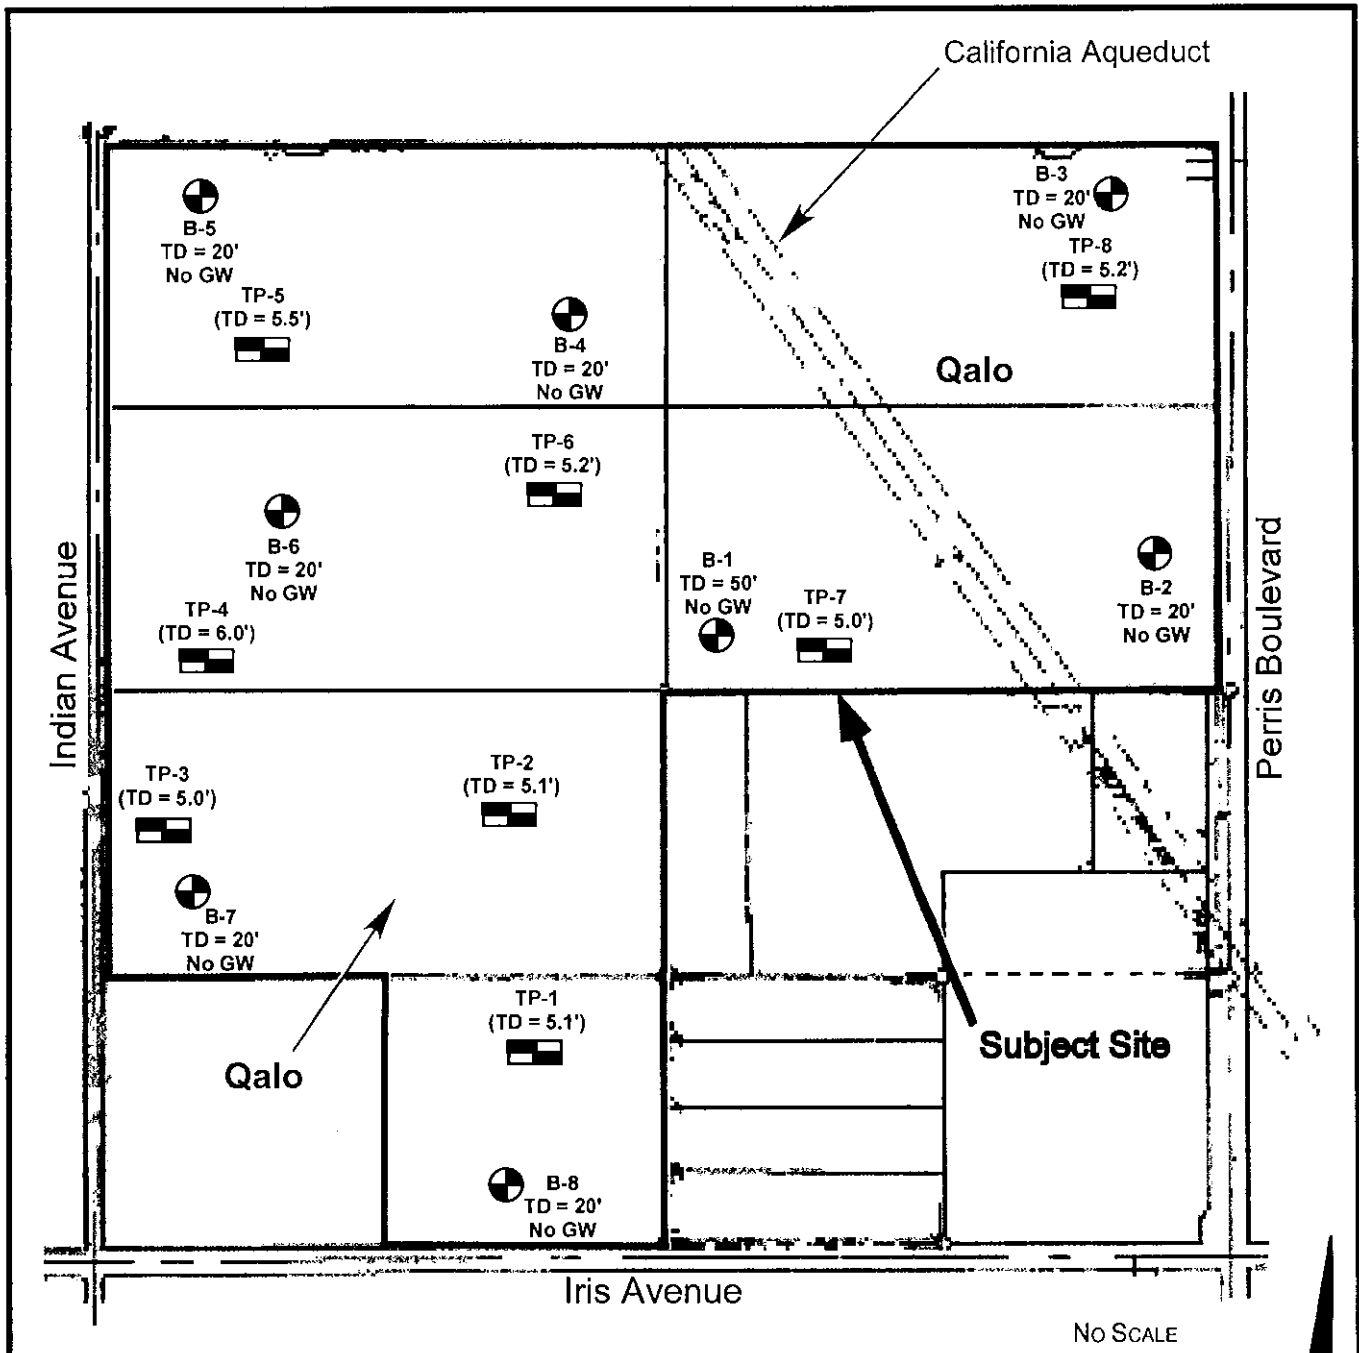 California Aqueduct
B-3
TD = 20'
No GW
TP-8
(TD = 5.2')
B-5
TD = 20'
No GW
TP-5
(TD = 5.5')
B-4
TD = 20'
No GW
Qalo
TP-6
(TD = 5.2')
B-6
TD = 20'
No GW
TP-4
(TD = 6.0')
B-1
TD = 50'
No GW
TP-7
(TD = 5.0')
B-2
TD = 20'
No GW
Indian Avenue
Perris Boulevard
TP-3
(TD = 5.0')
TP-2
(TD = 5.1')
B-7
TD = 20'
No GW
TP-1
(TD = 5.1')
Qalo
Subject Site
B-8
TD = 20'
No GW
Iris Avenue
NO SCALE